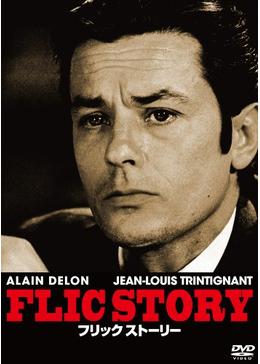 ALAIN DELON JEAN-LOUIS TRINTIGNANT
FLIC STORY
フリック ストーリー
DVD
VIDEO